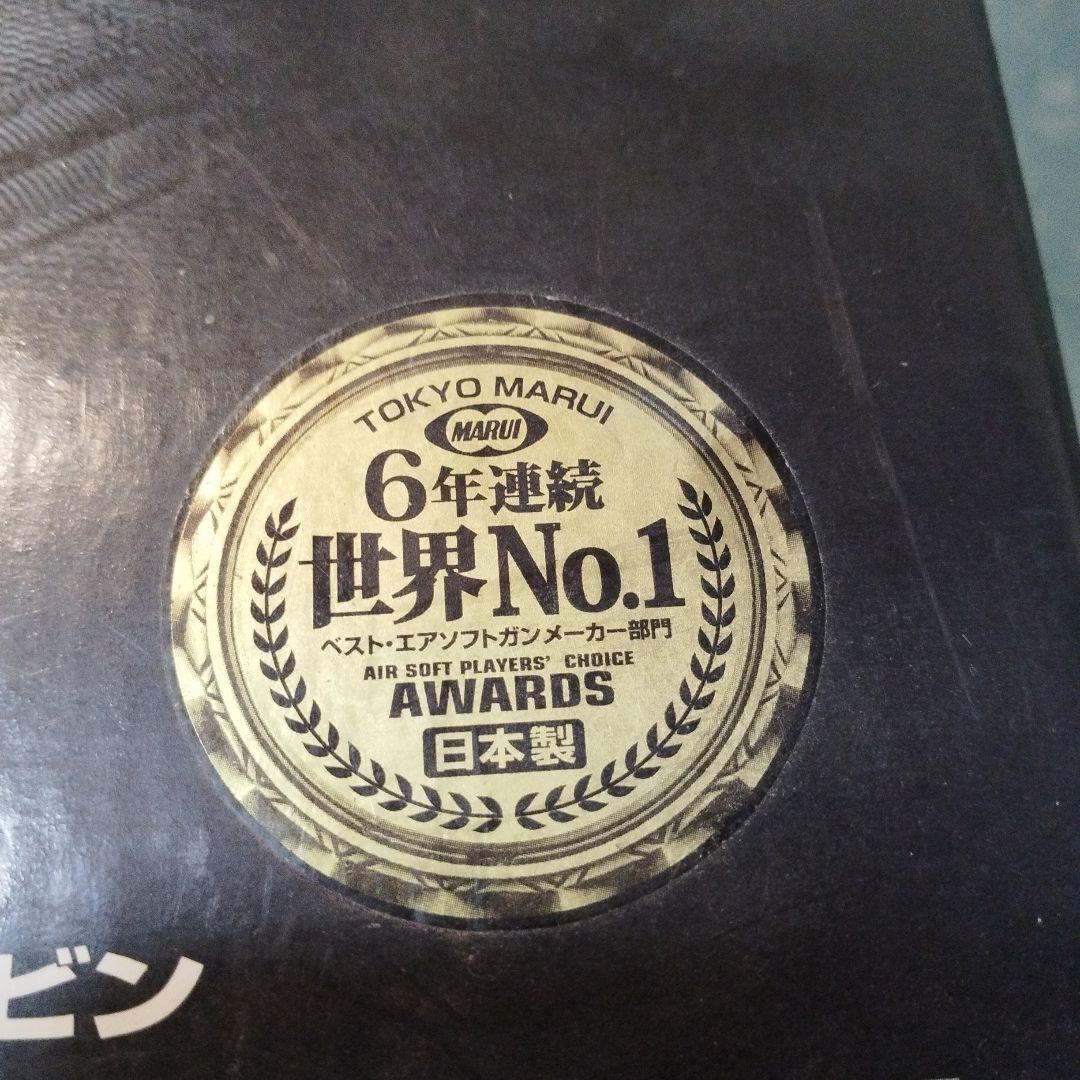 TOKYO MARUI
MARUI
6年連続
世界No.1
ベスト・エアソフトガンメーカー部門
AIR SOFT PLAYERS' CHOICE
AWARDS
日本製
ビン